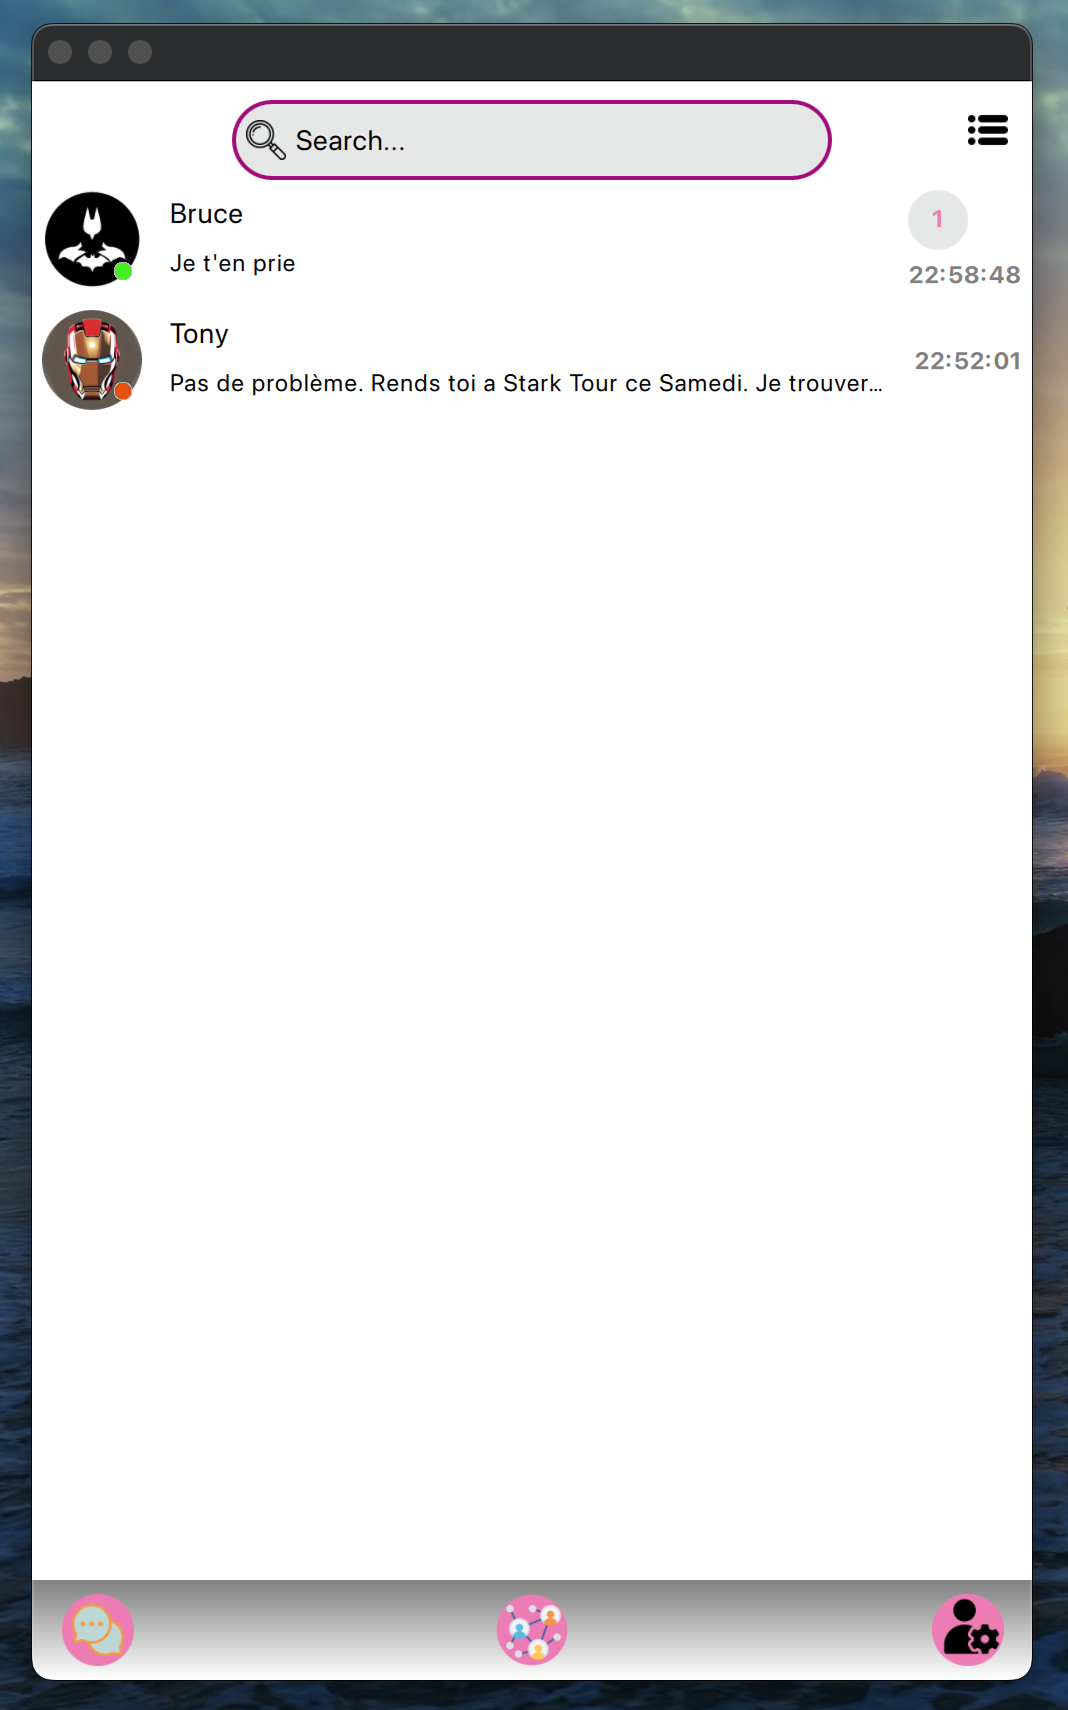 Search...
Bruce
1
Je t'en prie
22:58:48
Tony
22:52:01
Pas de problème. Rends toi a Stark Tour ce Samedi. Je trouver...